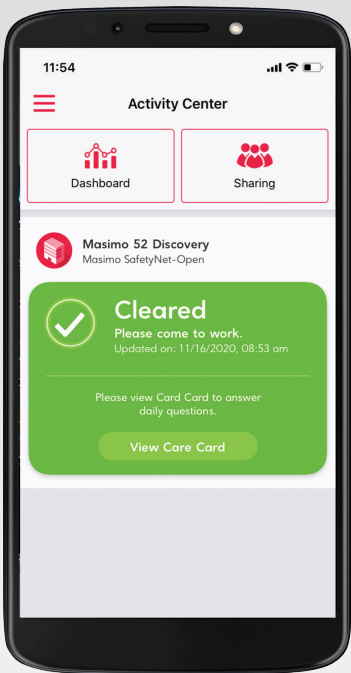 11:54
Activity Center
Dashboard
Sharing
Masimo 52 Discovery
Masimo SafetyNet-Open
Cleared
Please come to work.
Updated on: 11/16/2020, 08:53 am
Please view Card Card to answer
daily questions.
View Care Card